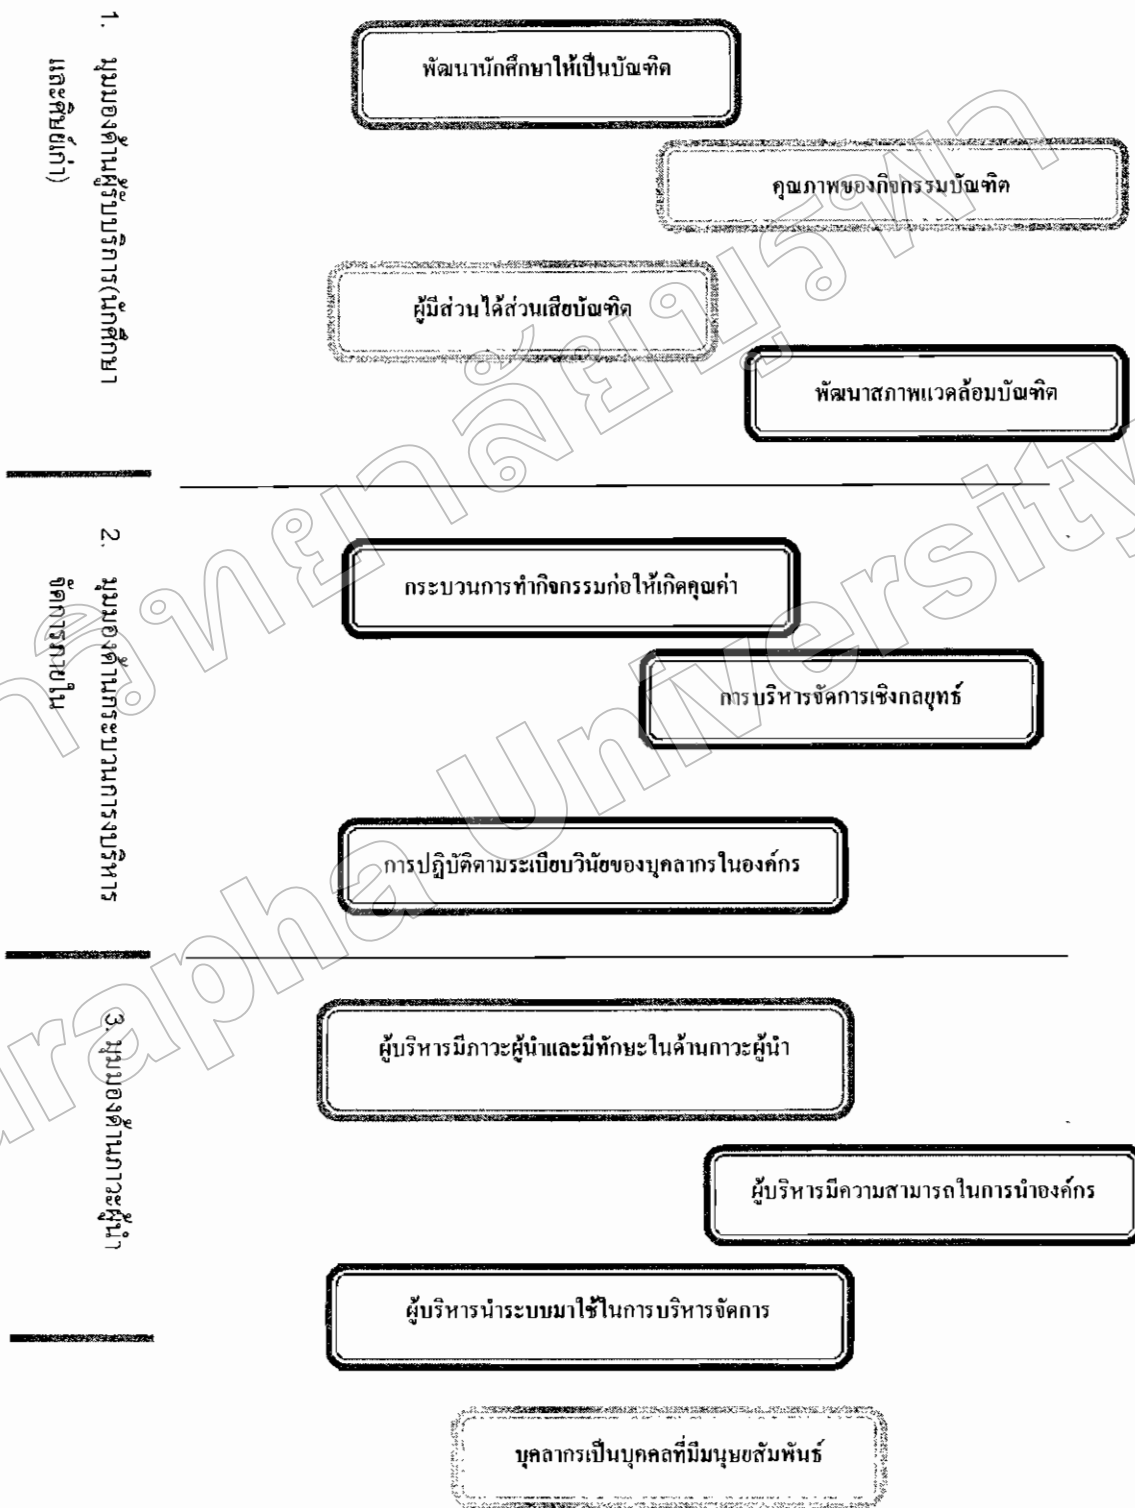 1. มุมมองด้านผู้รับบริการ(นักศึกษา
และศิษย์เก่า)
พัฒนานักศึกษาให้เป็นบัณฑิต
คุณภาพของกิจกรรมบัณฑิต
ผู้มีส่วนได้ส่วนเสียบัณฑิต
พัฒนาสภาพแวดล้อมบัณฑิต
2. มุมมองด้านกระบวนการงบริหาร
จัดการภายใน
กระบวนการทำกิจกรรมก่อให้เกิดคุณค่า
การบริหารจัดการเชิงกลยุทธ์
การปฏิบัติตามระเบียบวินัยของบุคลากรในองค์กร
3. มุมมองด้านภาวะผู้นำ
ผู้บริหารมีภาวะผู้นำและมีทักษะในด้านภาวะผู้นำ
ผู้บริหารมีความสามารถในการนำองค์กร
ผู้บริหารนำระบบมาใช้ในการบริหารจัดการ
บุคลากรเป็นบุคคลที่มีมนุษยสัมพันธ์
าวิทยาลัยบูรพา
urapha University